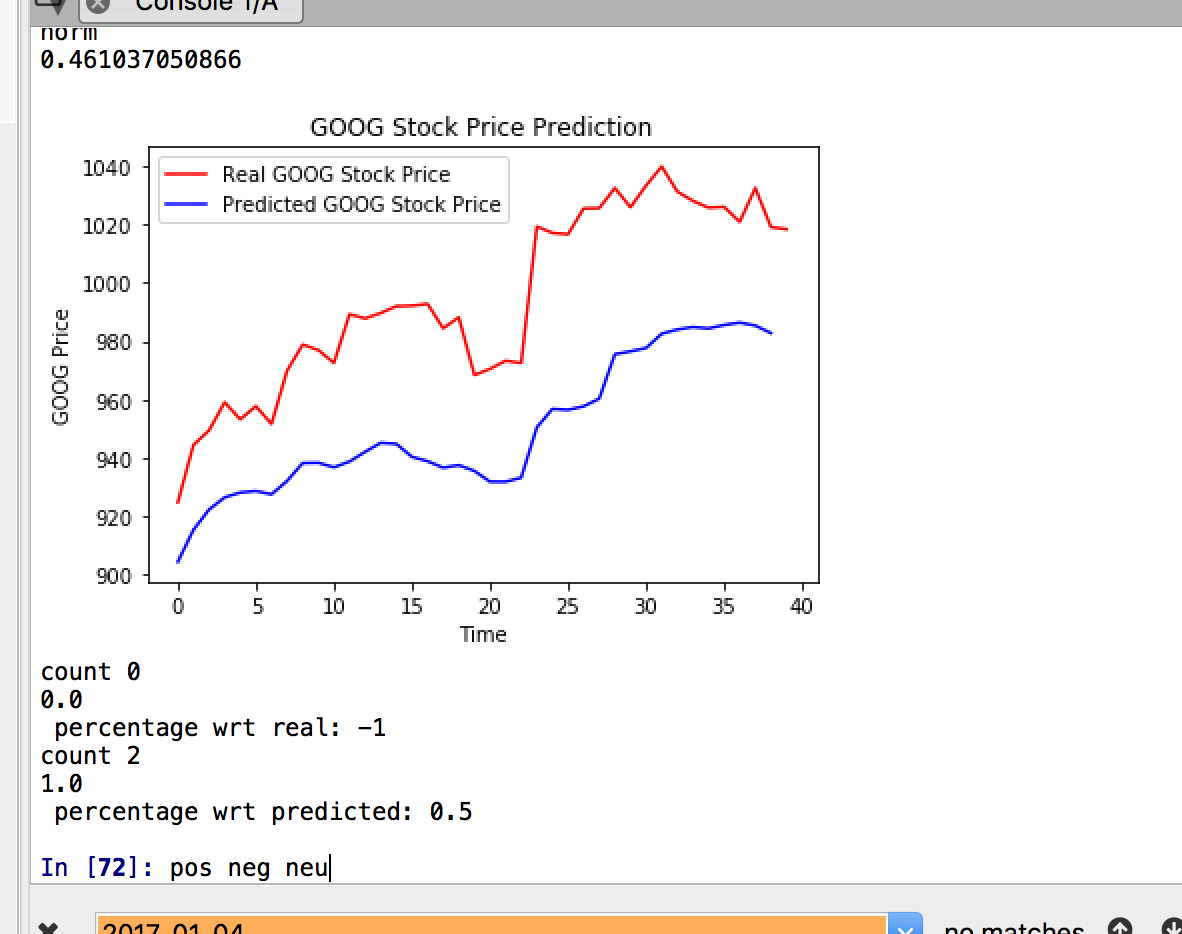 Console 1/A
norm
0.461037050866
GOOG Stock Price Prediction
Real GOOG Stock Price
Predicted GOOG Stock Price
1040
1020
1000
980
960
940
920
900
GOOG Price
0 5 10 15 20 25 30 35 40
Time
count 0
0.0
percentage wrt real: -1
count 2
1.0
percentage wrt predicted: 0.5
In [72]: pos neg neu
2017-01-04 no matches